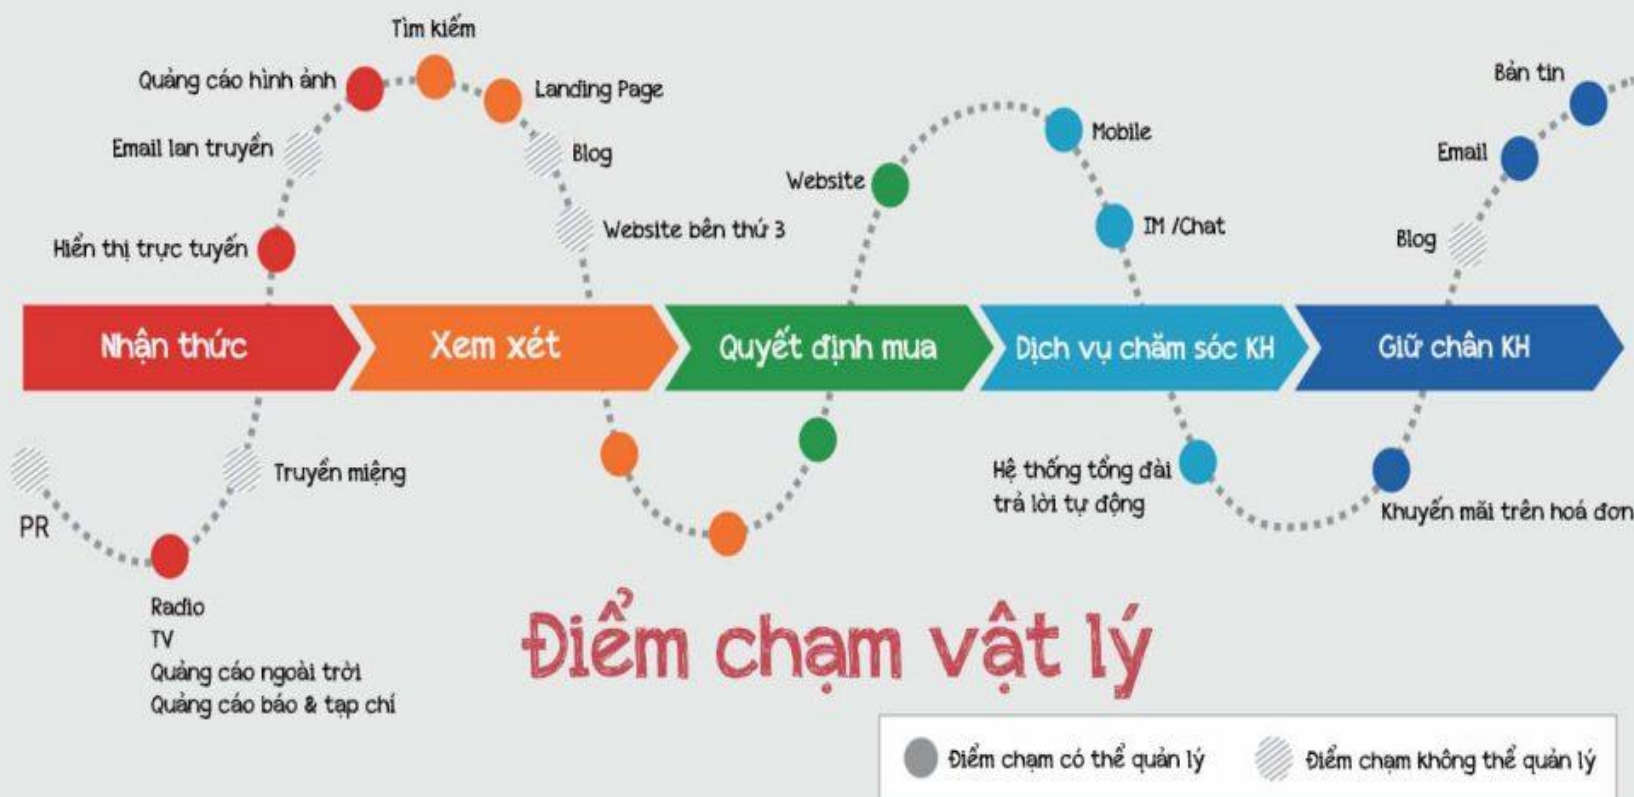 Tìm kiếm
Quảng cáo hình ảnh
Landing Page
Email lan truyền
Blog
Hiển thị trực tuyến
Website bên thứ 3
Website
Mobile
IM /Chat
Bản tin
Email
Blog
Nhận thức
Xem xét
Quyết định mua
Dịch vụ chăm sóc KH
Giữ chân KH
PR
Truyền miệng
Radio
TV
Quảng cáo ngoài trời
Quảng cáo báo & tạp chí
Hệ thống tổng đài
trả lời tự động
Khuyến mãi trên hoá đơn
Điểm chạm vật lý
Điểm chạm có thể quản lý
Điểm chạm không thể quản lý